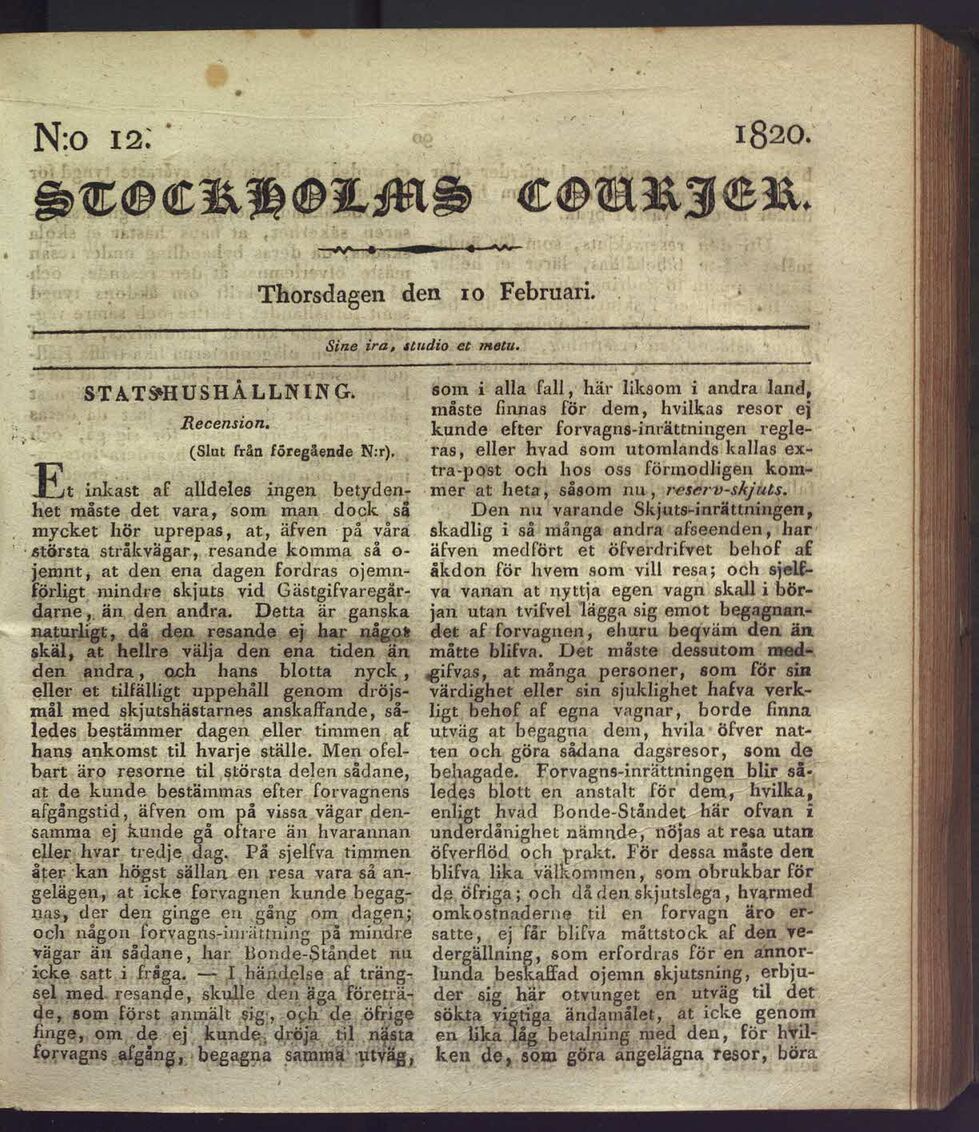 N:o 12.
1820.
STOCKHOLMS COURIER.
Thorsdagen den 10 Februari.
Sine ira, studio et metu.
STATSHUSHÅLLNING.
Recension.
(Slut från föregående N:r).
Et inkast af alldeles ingen betyden-
het måste det vara, som man dock så
mycket hör uprepas, at, äfven på våra
största stråkvägar, resande komma så o-
jemnt, at den ena dagen fordras ojemn-
förligt mindre skjuts vid Gästgifvaregår-
darne, än den andra. Detta är ganska
naturligt, då den resande ej har något
skäl, at hellre välja den ena tiden än
den andra, och hans blotta nyck,
eller et tilfälligt uppehåll genom dröjs-
mål med skjutshästarnes anskaffande, så-
ledes bestämmer dagen eller timmen af
hans ankomst til hvarje ställe. Men ofel-
bart äro resorne til största delen sådane,
at de kunde bestämmas efter forvagnens
afgångstid, äfven om på vissa vägar den-
samma ej kunde gå oftare än hvarannan
eller hvar tredje dag. På sjelfva timmen
åter kan högst sällan en resa vara så an-
gelägen, at icke forvagnen kunde begag-
nas, der den ginge en gång om dagen;
och någon forvagns-inrättning på mindre
vägar än sådane, har Bonde-Ståndet nu
icke satt i fråga. — I händelse af träng-
sel med resande, skulle den äga företrä-
de, som först anmält sig, och de öfrige
finge, om de ej kunde dröja til nästa
forvagns afgång, begagna samma utväg,
som i alla fall, här liksom i andra land,
måste finnas för dem, hvilkas resor ej
kunde efter forvagns-inrättningen regle-
ras, eller hvad som utomlands kallas ex-
tra-post och hos oss förmodligen kom-
mer at heta, såsom nu, reserv-skjuts.
Den nu varande Skjuts-inrättningen,
skadlig i så många andra afseenden, har
äfven medfört et öfverdrifvet behof af
åkdon för hvem som vill resa; och sjelf-
va vanan at nyttja egen vagn skall i bör-
jan utan tvifvel lägga sig emot begagnan-
det af forvagnen, ehuru beqväm den än
måtte blifva. Det måste dessutom med-
gifvas, at många personer, som för sin
värdighet eller sin sjuklighet hafva verk-
ligt behof af egna vagnar, borde finna
utväg at begagna dem, hvila öfver nat-
ten och göra sådana dagsresor, som de
behagade. Forvagns-inrättningen blir så-
ledes blott en anstalt för dem, hvilka,
enligt hvad Bonde-Ståndet här ofvan i
underdånighet nämnde, nöjas at resa utan
öfverflöd och prakt. För dessa måste den
blifva lika välkommen, som obrukbar för
de öfriga; och då den skjutslega, hvarmed
omkostnaderne til en forvagn äro er-
satte, ej får blifva måttstock af den ve-
dergällning, som erfordras för en annor-
lunda beskaffad ojemn skjutsning, erbju-
der sig här otvunget en utväg til det
sökta vigtiga ändamålet, at icke genom
en lika låg betalning med den, för hvil-
ken de, som göra angelägna resor, böra